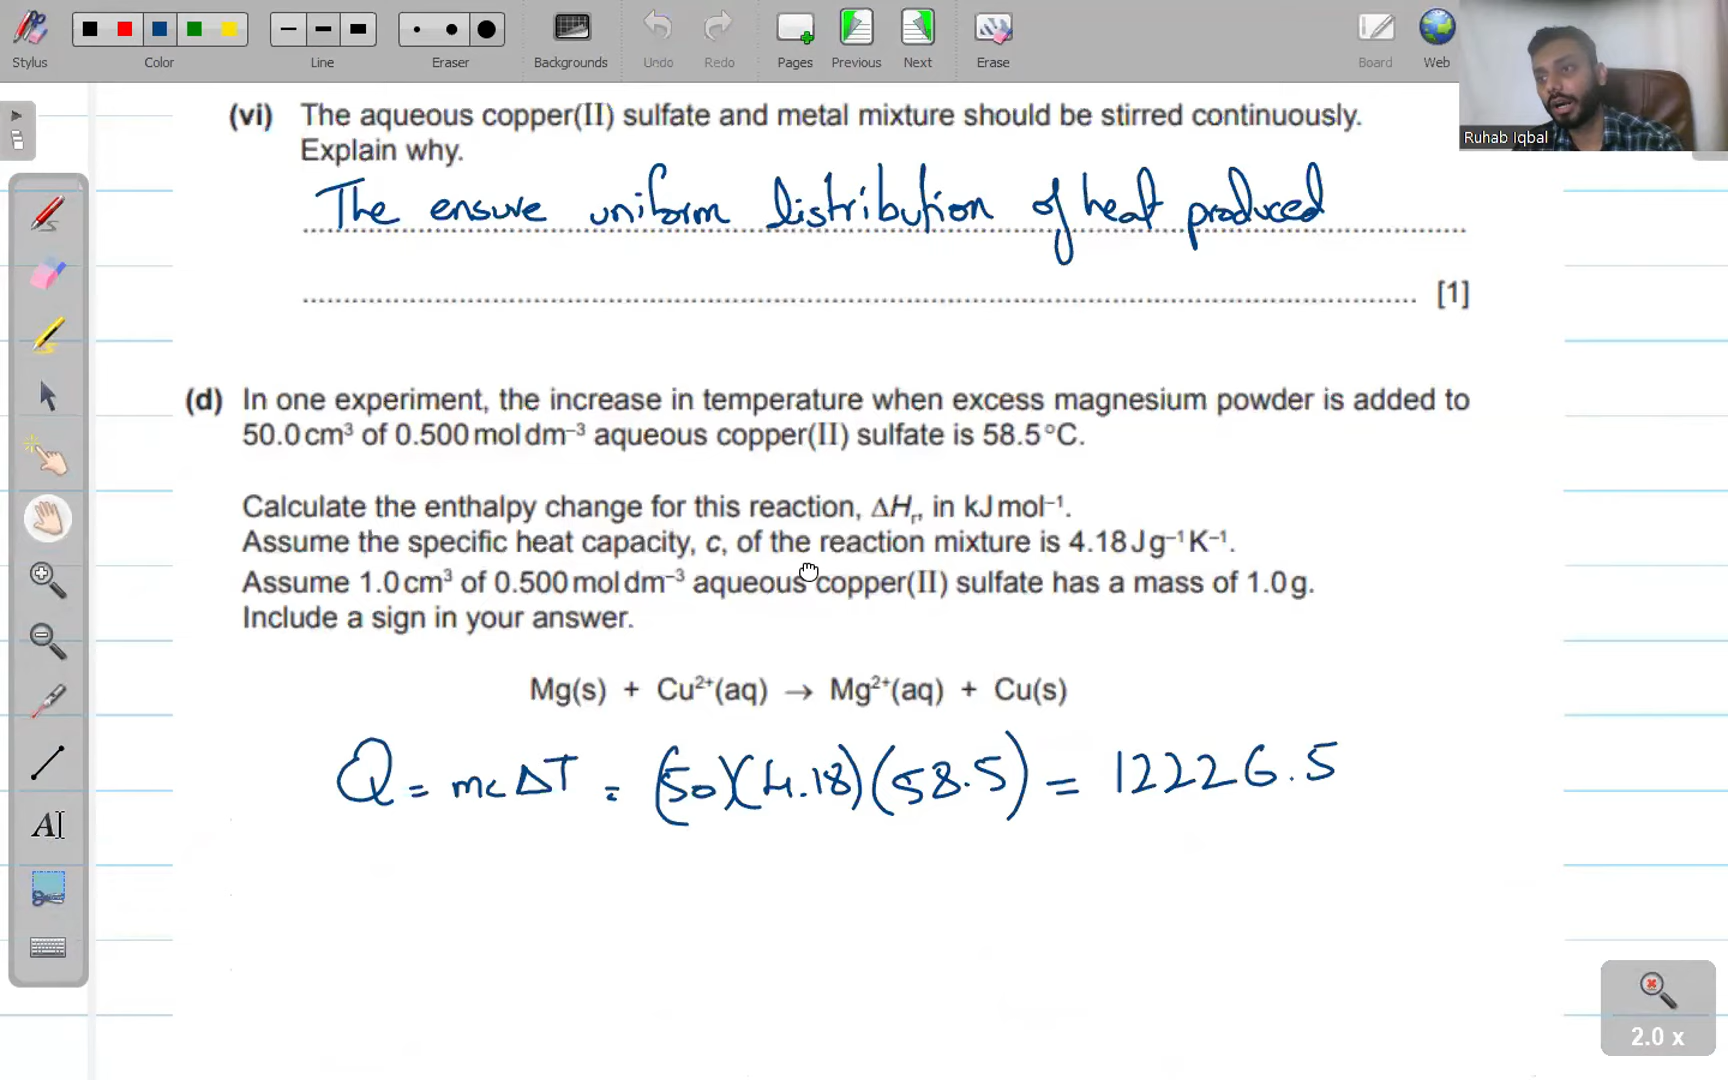 Stylus
Color
Line
Eraser
Backgrounds
Undo
Redo
Pages
Previous
Next
Erase
Board
Web
Ruhab Iqbal
(vi) The aqueous copper(II) sulfate and metal mixture should be stirred continuously.
Explain why.
The ensure uniform distribution of heat produced
[1]
(d) In one experiment, the increase in temperature when excess magnesium powder is added to
50.0 cm³ of 0.500 mol dm⁻³ aqueous copper(II) sulfate is 58.5 °C.
Calculate the enthalpy change for this reaction, ΔHᵣ, in kJ mol⁻¹.
Assume the specific heat capacity, c, of the reaction mixture is 4.18 J g⁻¹ K⁻¹.
Assume 1.0 cm³ of 0.500 mol dm⁻³ aqueous copper(II) sulfate has a mass of 1.0 g.
Include a sign in your answer.
Mg(s) + Cu²⁺(aq) → Mg²⁺(aq) + Cu(s)
Q = mcΔT = (50)(4.18)(58.5) = 12226.5
2.0 x